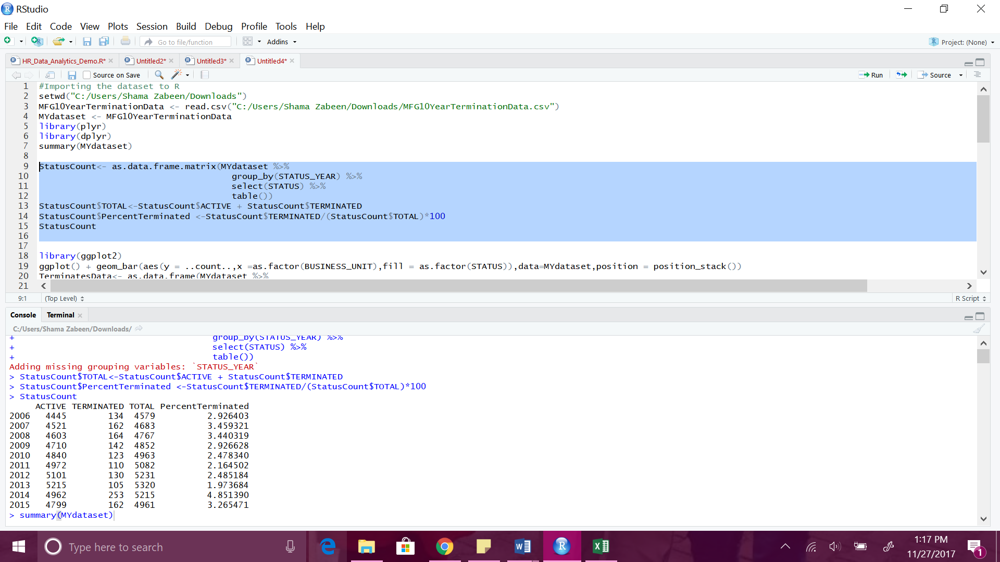 RStudio
File Edit Code View Plots Session Build Debug Profile Tools Help
Go to file/function Addins Project: (None)
HR_Data_Analytics_Demo.R* Untitled2* Untitled3* Untitled4*
Source on Save Run Source
1 #Importing the dataset to R
2 setwd("C:/Users/Shama Zabeen/Downloads")
3 MFG10YearTerminationData <- read.csv("C:/Users/Shama Zabeen/Downloads/MFG10YearTerminationData.csv")
4 MYdataset <- MFG10YearTerminationData
5 library(plyr)
6 library(dplyr)
7 summary(MYdataset)
8
9 StatusCount<- as.data.frame.matrix(MYdataset %>%
10 group_by(STATUS_YEAR) %>%
11 select(STATUS) %>%
12 table())
13 StatusCount$TOTAL<-StatusCount$ACTIVE + StatusCount$TERMINATED
14 StatusCount$PercentTerminated <-StatusCount$TERMINATED/(StatusCount$TOTAL)*100
15 StatusCount
16
17
18 library(ggplot2)
19 ggplot() + geom_bar(aes(y = ..count..,x =as.factor(BUSINESS_UNIT),fill = as.factor(STATUS)),data=MYdataset,position = position_stack())
20 TerminatesData<- as.data.frame(MYdataset %>%
21
9:1 (Top Level) R Script
Console Terminal
C:/Users/Shama Zabeen/Downloads/
+ group_by(STATUS_YEAR) %>%
+ select(STATUS) %>%
+ table())
Adding missing grouping variables: `STATUS_YEAR`
> StatusCount$TOTAL<-StatusCount$ACTIVE + StatusCount$TERMINATED
> StatusCount$PercentTerminated <-StatusCount$TERMINATED/(StatusCount$TOTAL)*100
> StatusCount
ACTIVE TERMINATED TOTAL PercentTerminated
2006 4445 134 4579 2.926403
2007 4521 162 4683 3.459321
2008 4603 164 4767 3.440319
2009 4710 142 4852 2.926628
2010 4840 123 4963 2.478340
2011 4972 110 5082 2.164502
2012 5101 130 5231 2.485184
2013 5215 105 5320 1.973684
2014 4962 253 5215 4.851390
2015 4799 162 4961 3.265471
> summary(MYdataset)
Type here to search
1:17 PM
11/27/2017
1